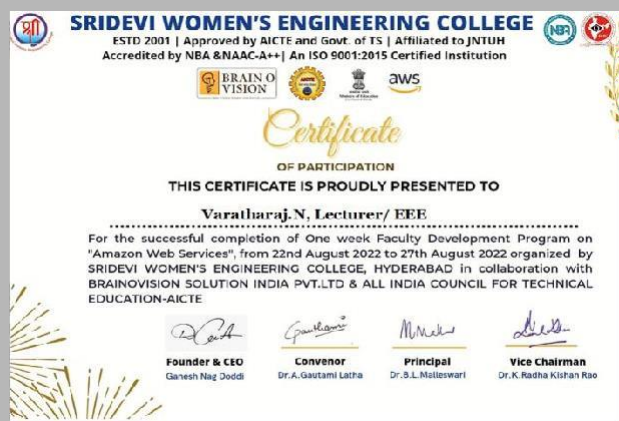 SRIDEVI WOMEN'S ENGINEERING COLLEGE
ESTD 2001 | Approved by AICTE and Govt. of TS | Affiliated to JNTUH
Accredited by NBA &NAAC-A++| An ISO 9001:2015 Certified Institution
NBA
BRAIN O
VISION
aws
Certificate
OF PARTICIPATION
THIS CERTIFICATE IS PROUDLY PRESENTED TO
Varatharaj.N, Lecturer/ EEE
For the successful completion of One week Faculty Development Program on
"Amazon Web Services", from 22nd August 2022 to 27th August 2022 organized by
SRIDEVI WOMEN'S ENGINEERING COLLEGE, HYDERABAD in collaboration with
BRAINOVISION SOLUTION INDIA PVT.LTD & ALL INDIA COUNCIL FOR TECHNICAL
EDUCATION-AICTE
Founder & CEO
Convenor
Principal
Vice Chairman
Ganesh Nag Doddi
Dr.A.Gautami Latha
Dr.B.L.Malleswari
Dr.K.Radha Kishan Rao